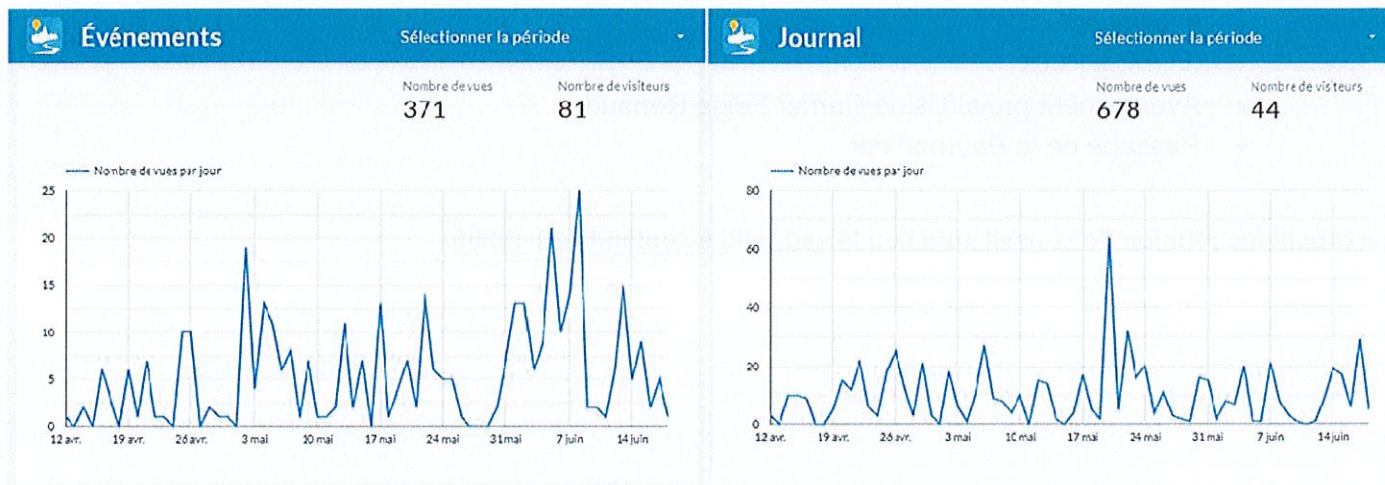 Événements
Sélectionner la période
Nombre de vues
371
Nombre de visiteurs
81
Nombre de vues par jour
25
20
15
10
5
0
12 avr. 19 avr. 26 avr. 3 mai 10 mai 17 mai 24 mai 31 mai 7 juin 14 juin
Journal
Sélectionner la période
Nombre de vues
678
Nombre de visiteurs
44
Nombre de vues par jour
80
60
40
20
0
12 avr. 19 avr. 26 avr. 3 mai 10 mai 17 mai 24 mai 31 mai 7 juin 14 juin